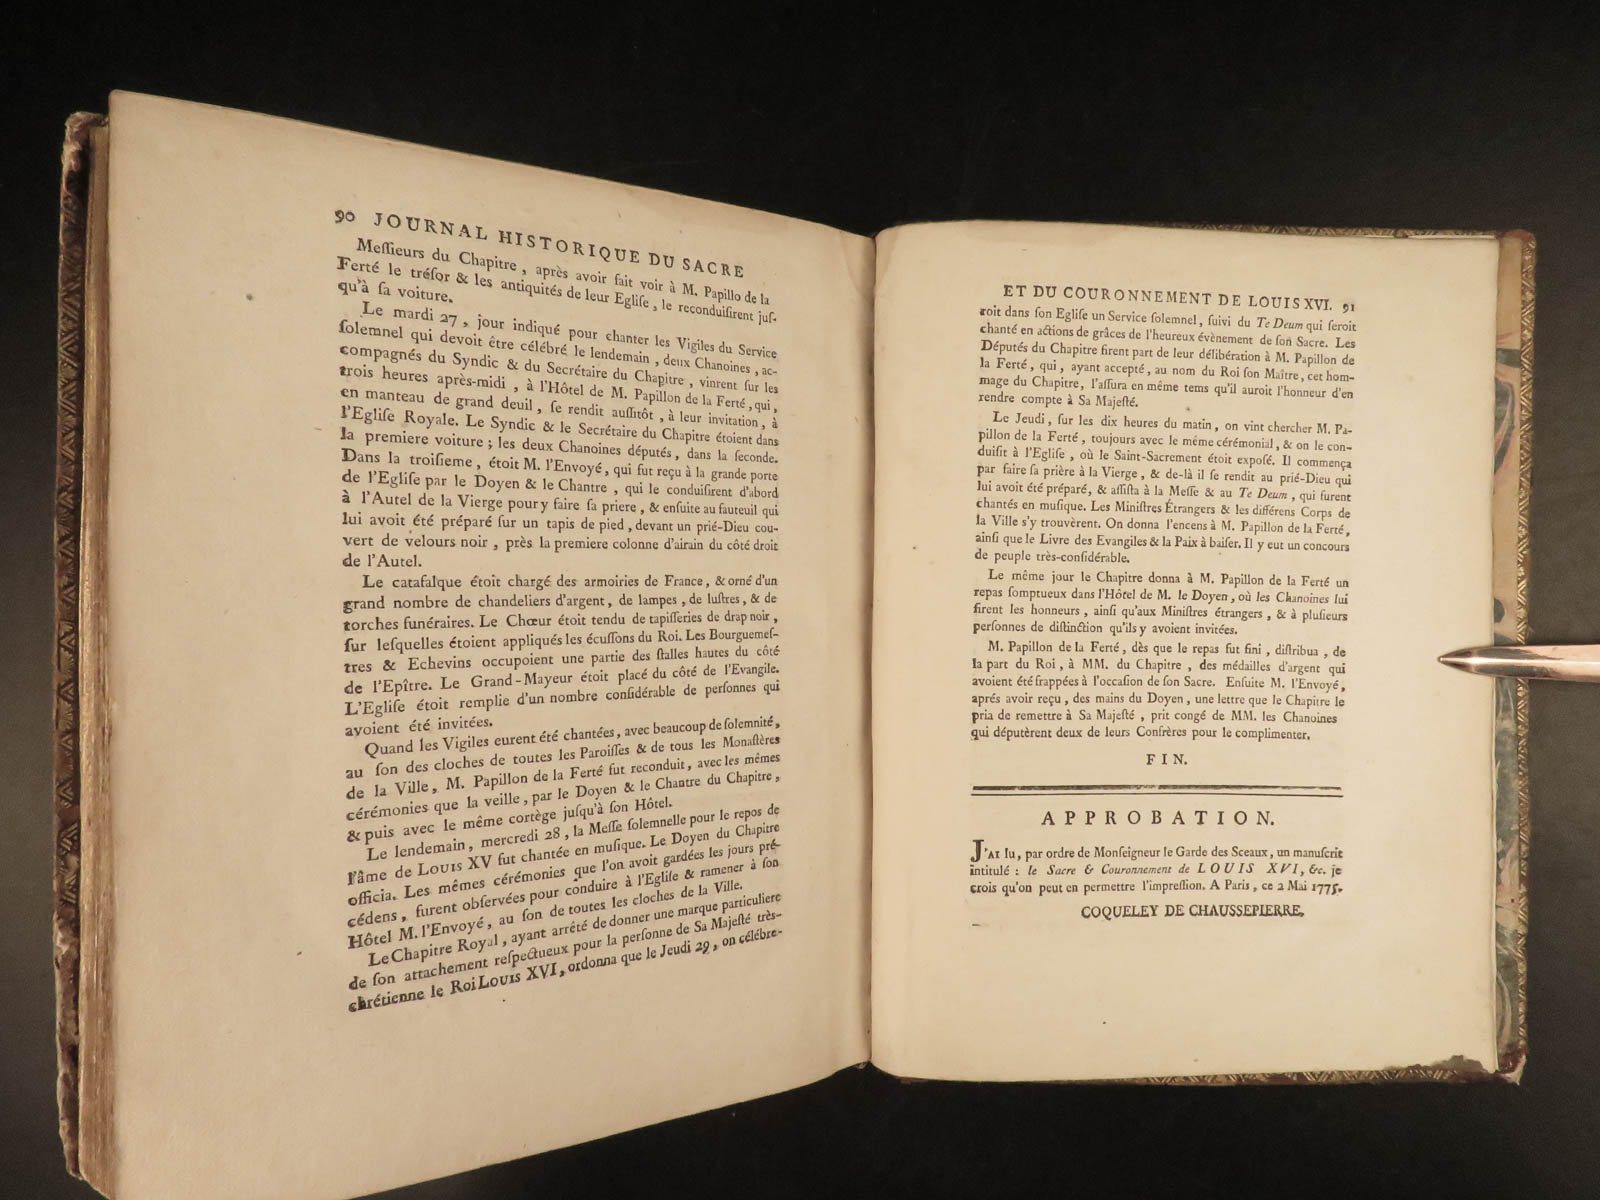 90 JOURNAL HISTORIQUE DU SACRE
Meſſieurs du Chapitre, après avoir fait voir à M. Papillo de la
Ferté le tréſor & les antiquités de leur Egliſe, le reconduiſirent juſ-
qu'à ſa voiture.
Le mardi 27, jour indiqué pour chanter les Vigiles du Service
ſolemnel qui devoit être célébré le lendemain, deux Chanoines, ac-
compagnés du Syndic & du Secrétaire du Chapitre, vinrent ſur les
trois heures après-midi, à l'Hôtel de M. Papillon de la Ferté, qui,
en manteau de grand deuil, ſe rendit auſſitôt, à leur invitation, à
l'Egliſe Royale. Le Syndic & le Secrétaire du Chapitre étoient dans
la premiere voiture; les deux Chanoines députés, dans la ſeconde.
Dans la troiſieme, étoit M. l'Envoyé, qui fut reçu à la grande porte
de l'Egliſe par le Doyen & le Chantre, qui le conduiſirent d'abord
à l'Autel de la Vierge pour y faire ſa priere, & enſuite au fauteuil qui
lui avoit été préparé ſur un tapis de pied, devant un prié-Dieu cou-
vert de velours noir, près la premiere colonne d'airain du côté droit
de l'Autel.
Le catafalque étoit chargé des armoiries de France, & orné d'un
grand nombre de chandeliers d'argent, de lampes, de luſtres, & de
torches funéraires. Le Chœur étoit tendu de tapiſſeries de drap noir,
ſur leſquelles étoient appliqués les écuſſons du Roi. Les Bourguemeſ-
tres & Echevins occupoient une partie des ſtalles hautes du côté
de l'Epître. Le Grand-Mayeur étoit placé du côté de l'Evangile.
L'Egliſe étoit remplie d'un nombre conſidérable de perſonnes qui
avoient été invitées.
Quand les Vigiles eurent été chantées, avec beaucoup de ſolemnité,
au ſon des cloches de toutes les Paroiſſes & de tous les Monaſtères
de la Ville, M. Papillon de la Ferté fut reconduit, avec les mêmes
cérémonies que la veille, par le Doyen & le Chantre du Chapitre,
& puis avec le même cortège juſqu'à ſon Hôtel.
Le lendemain, mercredi 28, la Meſſe ſolemnelle pour le repos de
l'âme de LOUIS XV fut chantée en muſique. Le Doyen du Chapitre
officia. Les mêmes cérémonies que l'on avoit gardées les jours pré-
cédens, furent obſervées pour conduire à l'Egliſe & ramener à ſon
Hôtel M. l'Envoyé, au ſon de toutes les cloches de la Ville.
Le Chapitre Royal, ayant arrêté de donner une marque particuliere
de ſon attachement reſpectueux pour la perſonne de Sa Majeſté très-
chrétienne le Roi LOUIS XVI, ordonna que le Jeudi 29, on célébre-
ET DU COURONNEMENT DE LOUIS XVI. 91
roit dans ſon Egliſe un Service ſolemnel, ſuivi du Te Deum qui ſeroit
chanté en actions de grâces de l'heureux évènement de ſon Sacre. Les
Députés du Chapitre firent part de leur délibération à M. Papillon de
la Ferté, qui, ayant accepté, au nom du Roi ſon Maître, cet hom-
mage du Chapitre, l'aſſura en même tems qu'il auroit l'honneur d'en
rendre compte à Sa Majeſté.
Le Jeudi, ſur les dix heures du matin, on vint chercher M. Pa-
pillon de la Ferté, toujours avec le même cérémonial, & on le con-
duiſit à l'Egliſe, où le Saint-Sacrement étoit expoſé. Il commença
par faire ſa prière à la Vierge, & de-là il ſe rendit au prié-Dieu qui
lui avoit été préparé, & aſſiſta à la Meſſe & au Te Deum, qui furent
chantés en muſique. Les Miniſtres Étrangers & les différens Corps de
la Ville s'y trouvèrent. On donna l'encens à M. Papillon de la Ferté,
ainſi que le Livre des Evangiles & la Paix à baiſer. Il y eut un concours
de peuple très-conſidérable.
Le même jour le Chapitre donna à M. Papillon de la Ferté un
repas ſomptueux dans l'Hôtel de M. le Doyen, où les Chanoines lui
firent les honneurs, ainſi qu'aux Miniſtres étrangers, & à pluſieurs
perſonnes de diſtinction qu'ils y avoient invitées.
M. Papillon de la Ferté, dès que le repas fut fini, diſtribua, de
la part du Roi, à MM. du Chapitre, des médailles d'argent qui
avoient été frappées à l'occaſion de ſon Sacre. Enſuite M. l'Envoyé,
aprés avoir reçu, des mains du Doyen, une lettre que le Chapitre le
pria de remettre à Sa Majeſté, prit congé de MM. les Chanoines
qui députèrent deux de leurs Confrères pour le complimenter.
FIN.
APPROBATION.
J'AI lu, par ordre de Monſeigneur le Garde des Sceaux, un manuſcrit
intitulé: le Sacre & Couronnement de LOUIS XVI, &c. je
crois qu'on peut en permettre l'impreſſion. A Paris, ce 2 Mai 1775.
COQUELEY DE CHAUSSEPIERRE.